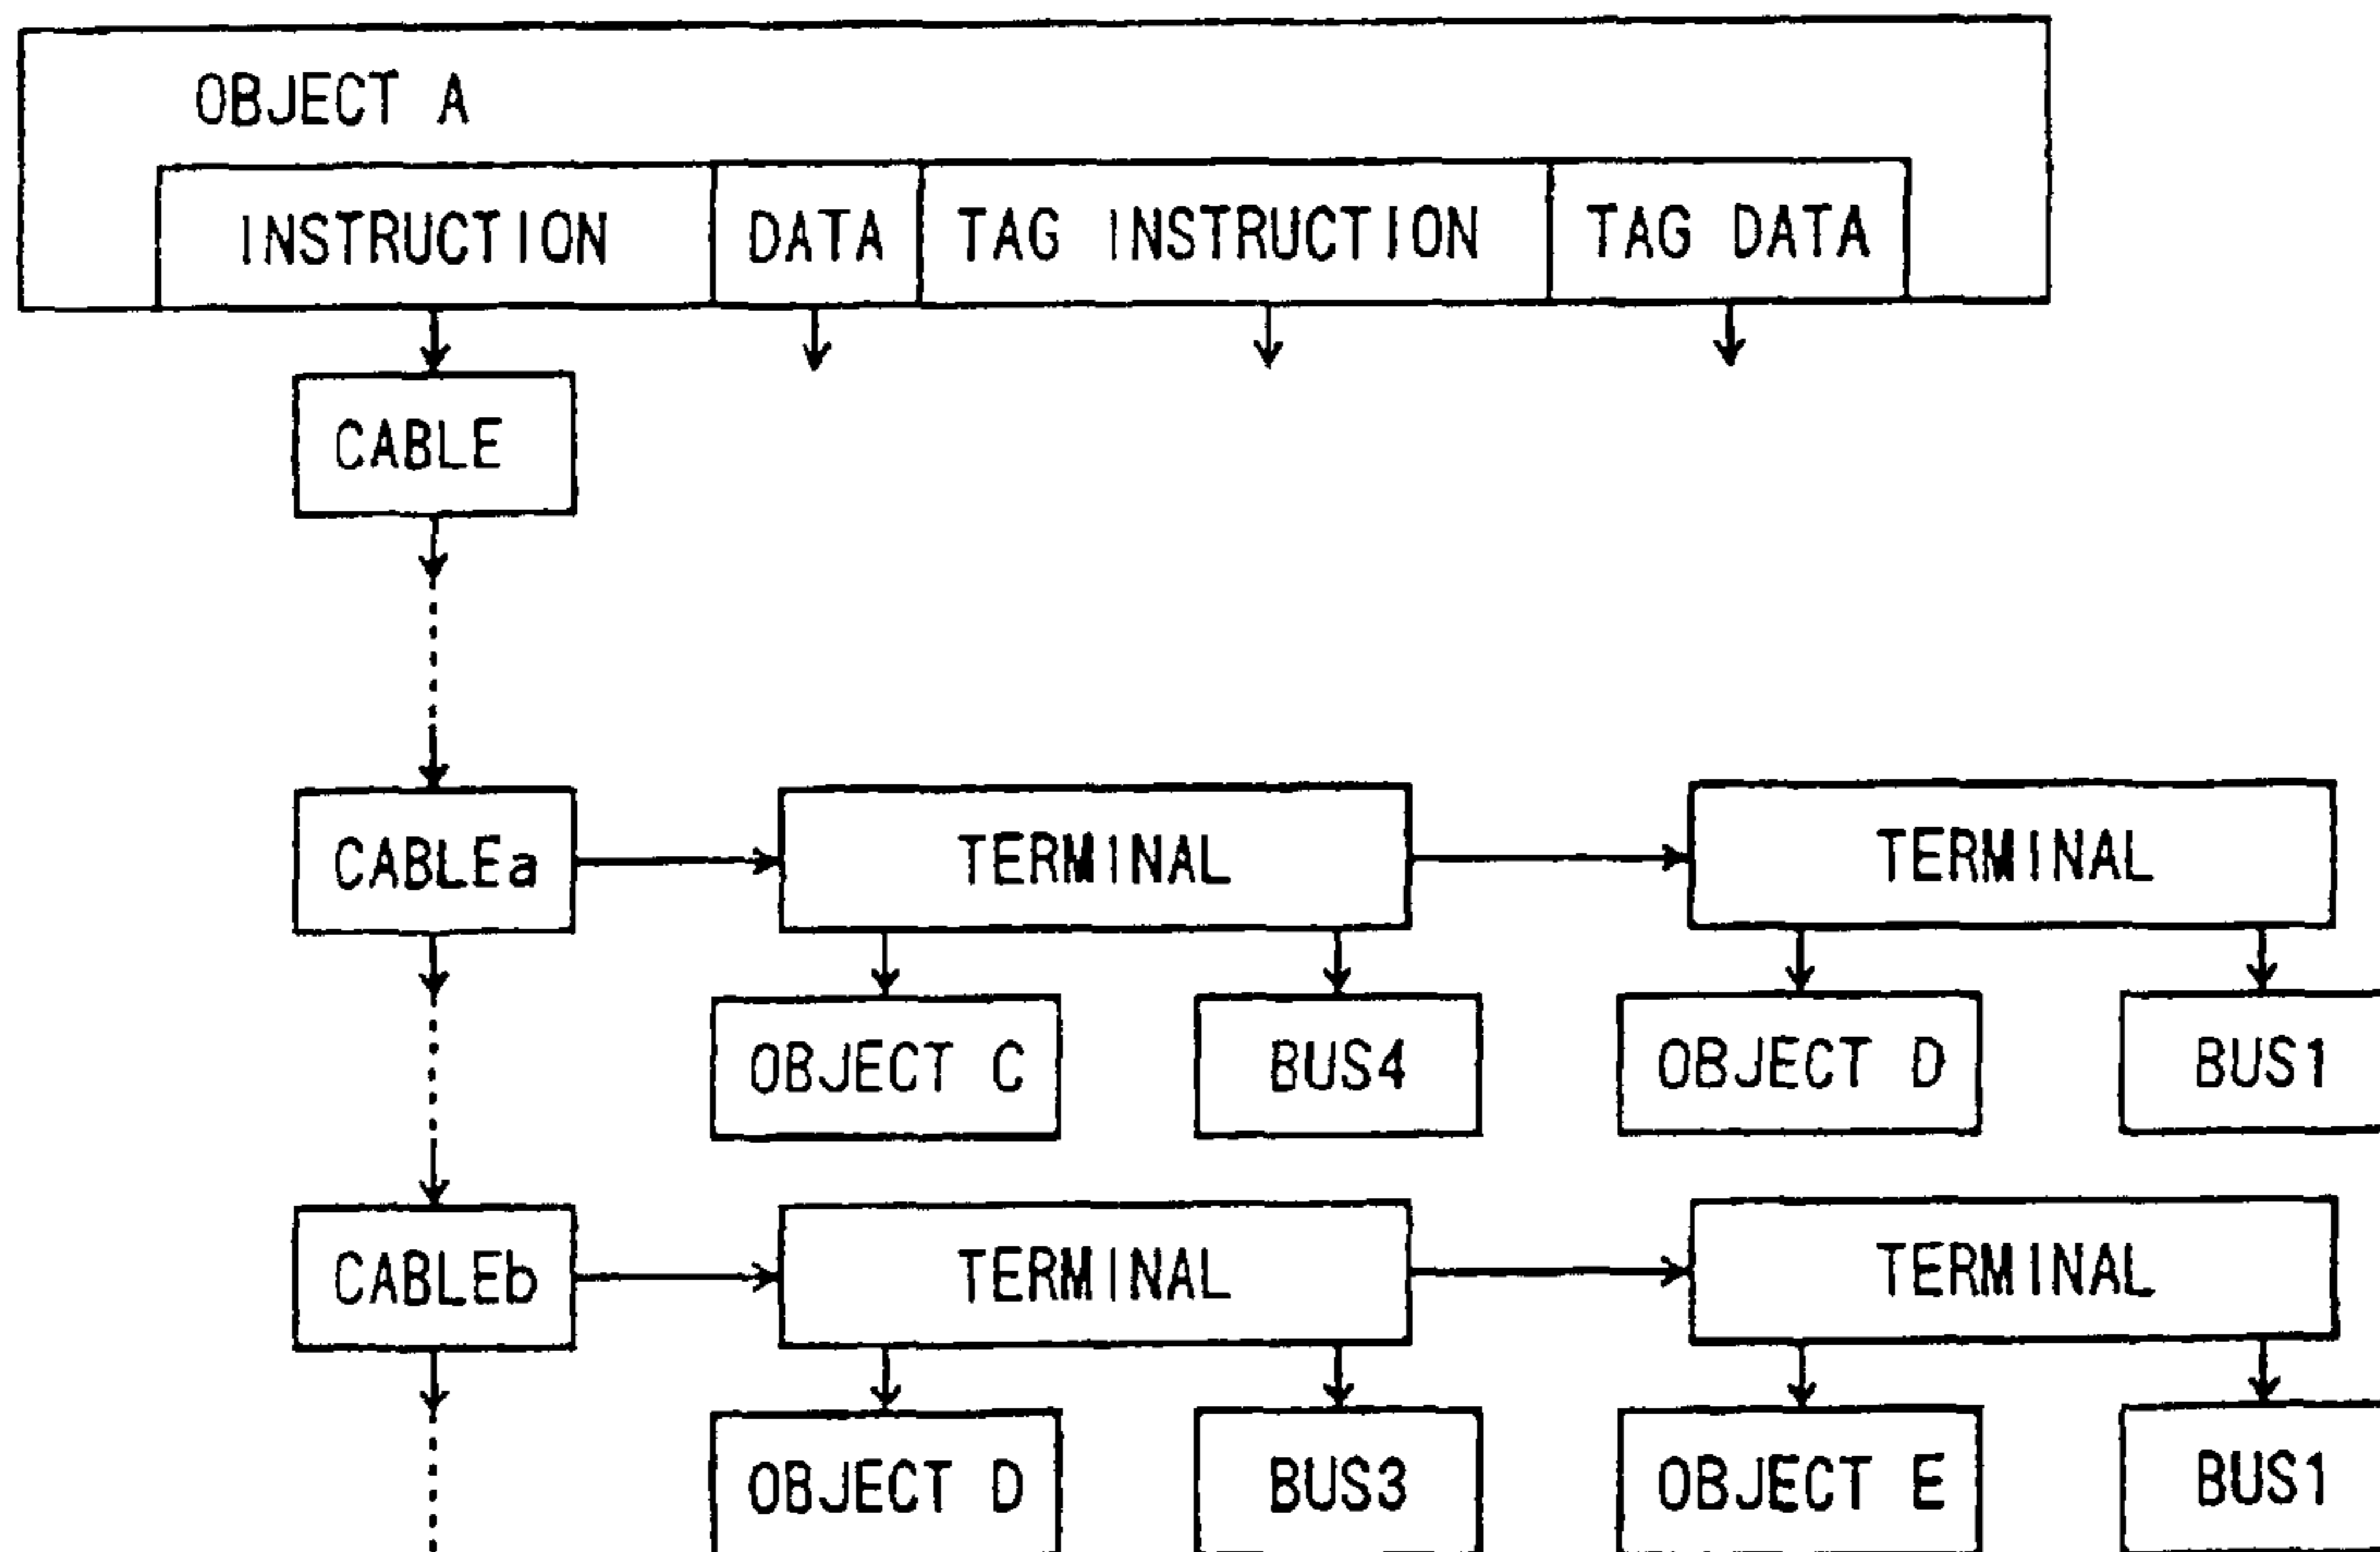 OBJECT A
INSTRUCTION DATA TAG INSTRUCTION TAG DATA
CABLE
CABLEa TERMINAL TERMINAL
OBJECT C BUS4 OBJECT D BUS1
CABLEb TERMINAL TERMINAL
OBJECT D BUS3 OBJECT E BUS1